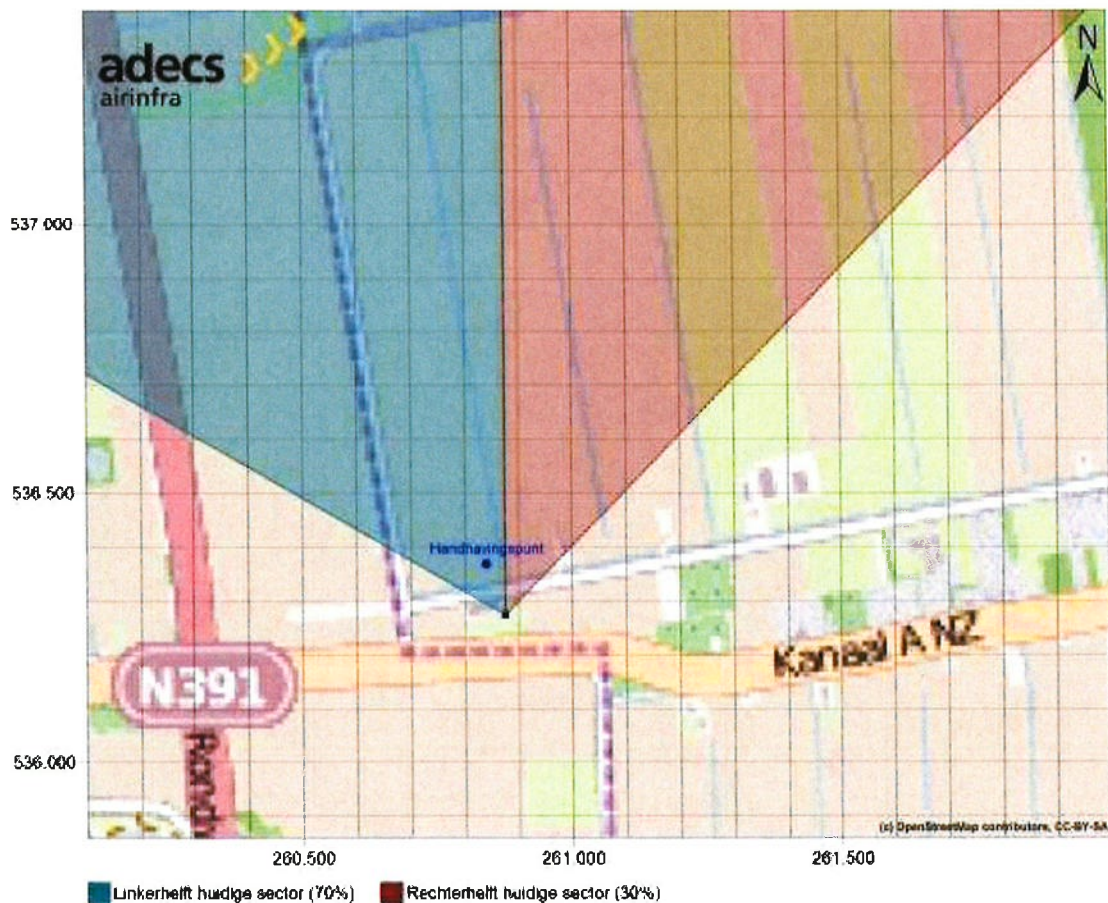 adecs
airinfra
N
537 000
536 500
Handhavingspunt
Kanaal A NZ
N391
536 000
(c) OpenStreetMap contributors, CC-BY-SA
260.500
261.000
261.500
Linkerhelft huidige sector (70%)
Rechterhelft huidige sector (30%)